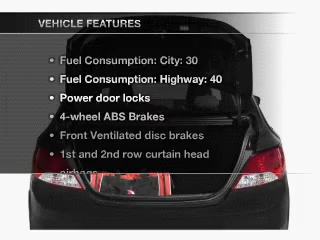 VEHICLE FEATURES
• Fuel Consumption: City: 30
• Fuel Consumption: Highway: 40
• Power door locks
• 4-wheel ABS Brakes
• Front Ventilated disc brakes
• 1st and 2nd row curtain head
airbags